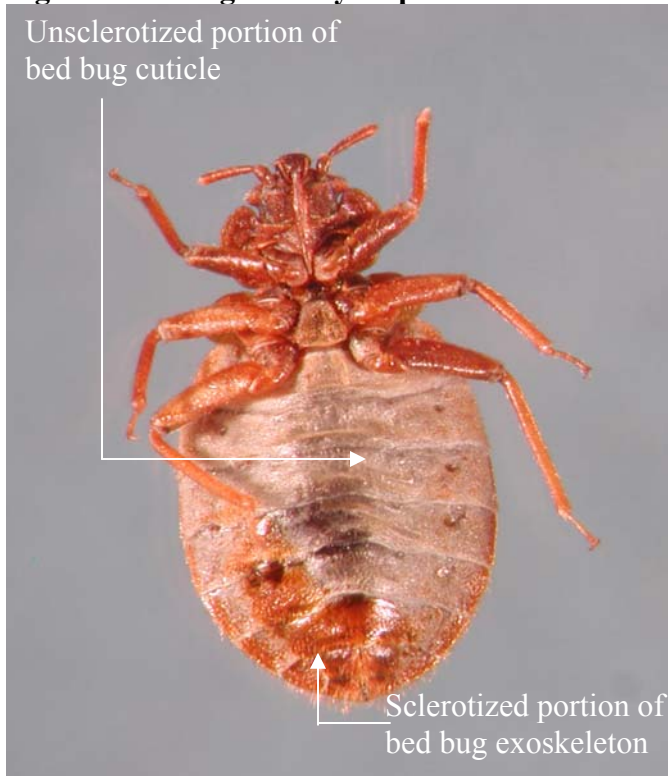 Unsclerotized portion of
bed bug cuticle
Sclerotized portion of
bed bug exoskeleton